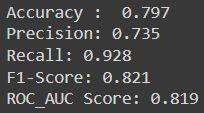 Accuracy :  0.797
Precision: 0.735
Recall: 0.928
F1-Score: 0.821
ROC_AUC Score: 0.819